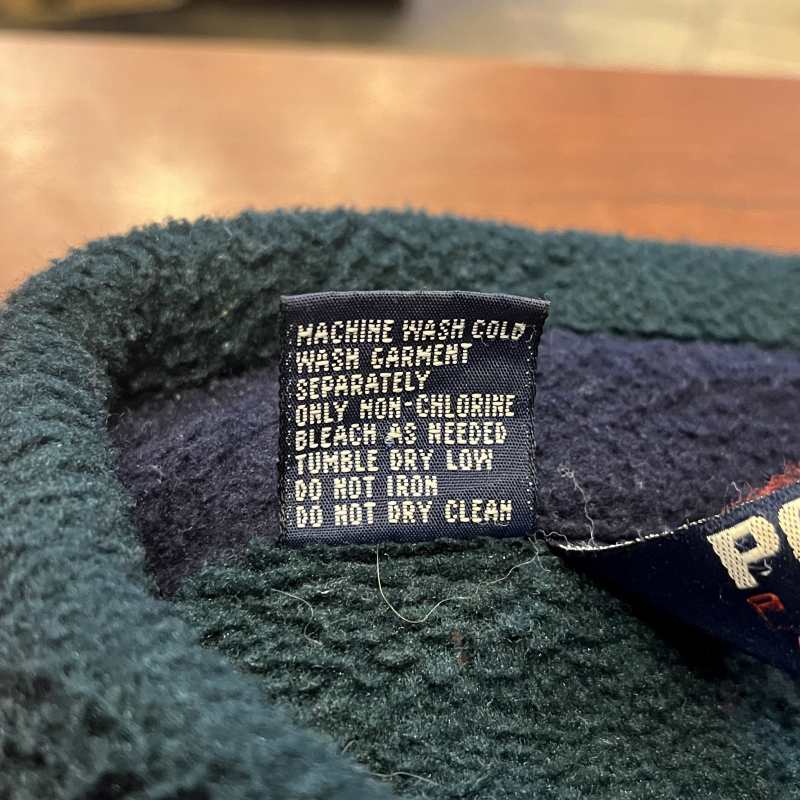 MACHINE WASH COLD
WASH GARMENT
SEPARATELY
ONLY NON-CHLORINE
BLEACH AS NEEDED
TUMBLE DRY LOW
DO NOT IRON
DO NOT DRY CLEAN